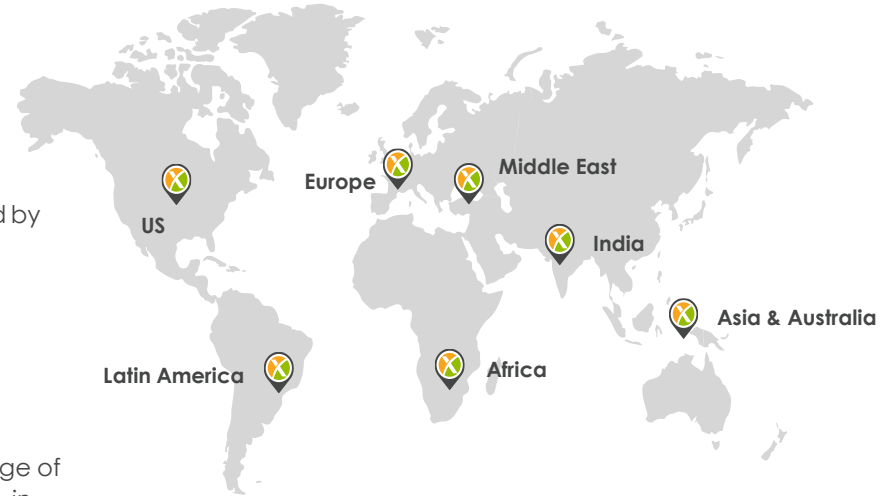 Middle East
Europe
d by
US
India
Asia & Australia
Latin America
Africa
ge of